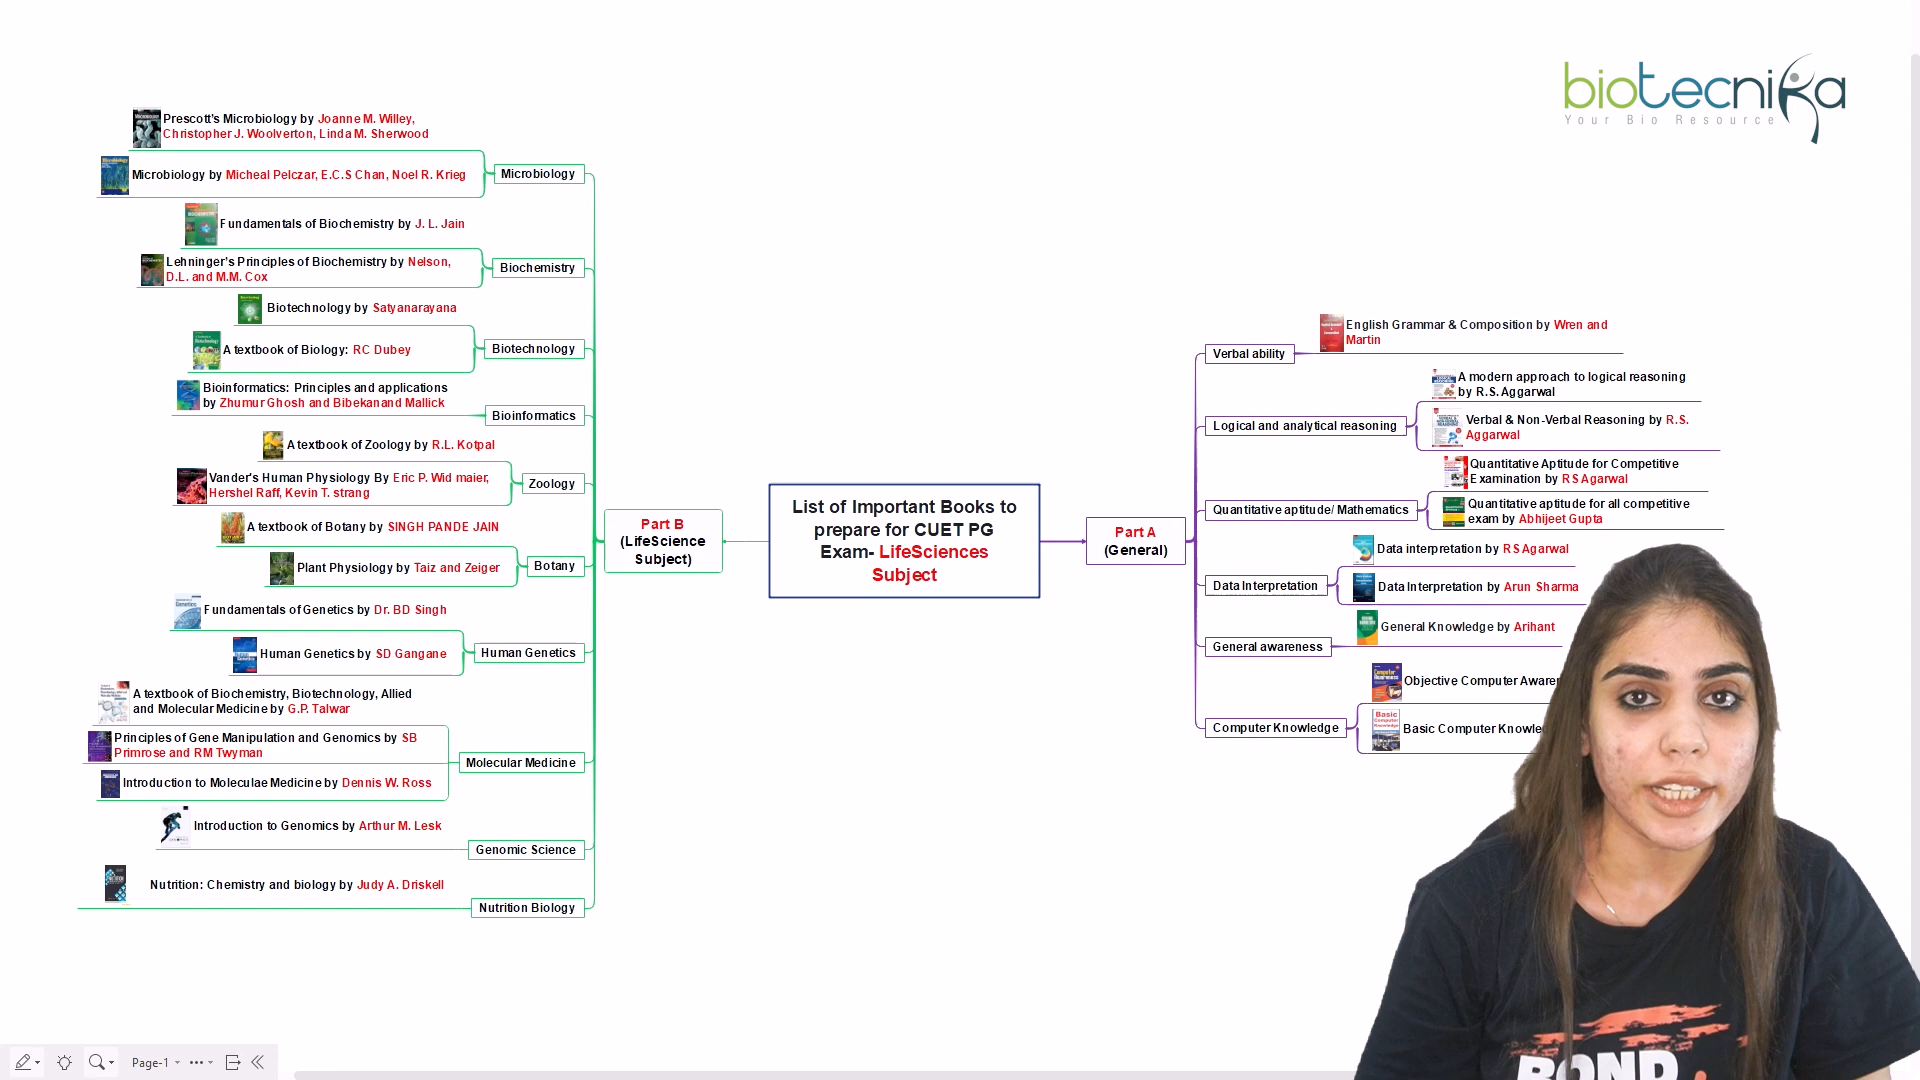 biotecnika
Your Bio Resource
Prescott's Microbiology by Joanne M. Willey,
Christopher J. Woolverton, Linda M. Sherwood
Microbiology by Micheal Pelczar, E.C.S Chan, Noel R. Krieg
Microbiology
Fundamentals of Biochemistry by J. L. Jain
Lehninger's Principles of Biochemistry by Nelson,
D.L. and M.M. Cox
Biochemistry
Biotechnology by Satyanarayana
A textbook of Biology: RC Dubey
Biotechnology
Bioinformatics: Principles and applications
by Zhumur Ghosh and Bibekanand Mallick
Bioinformatics
A textbook of Zoology by R.L. Kotpal
Vander's Human Physiology By Eric P. Wid maier,
Hershel Raff, Kevin T. strang
Zoology
A textbook of Botany by SINGH PANDE JAIN
Plant Physiology by Taiz and Zeiger
Botany
Fundamentals of Genetics by Dr. BD Singh
Human Genetics by SD Gangane
Human Genetics
A textbook of Biochemistry, Biotechnology, Allied
and Molecular Medicine by G.P. Talwar
Principles of Gene Manipulation and Genomics by SB
Primrose and RM Twyman
Introduction to Moleculae Medicine by Dennis W. Ross
Molecular Medicine
Introduction to Genomics by Arthur M. Lesk
Genomic Science
Nutrition: Chemistry and biology by Judy A. Driskell
Nutrition Biology
Part B
(LifeScience
Subject)
List of Important Books to
prepare for CUET PG
Exam- LifeSciences
Subject
Part A
(General)
Verbal ability
English Grammar & Composition by Wren and
Martin
Logical and analytical reasoning
A modern approach to logical reasoning
by R.S. Aggarwal
Verbal & Non-Verbal Reasoning by R.S.
Aggarwal
Quantitative aptitude/ Mathematics
Quantitative Aptitude for Competitive
Examination by RS Agarwal
Quantitative aptitude for all competitive
exam by Abhijeet Gupta
Data Interpretation
Data interpretation by RS Agarwal
Data Interpretation by Arun Sharma
General awareness
General Knowledge by Arihant
Computer Knowledge
Objective Computer Aware
Basic Computer Knowle
Basic
Computer
Knowledge
BOND
Page-1